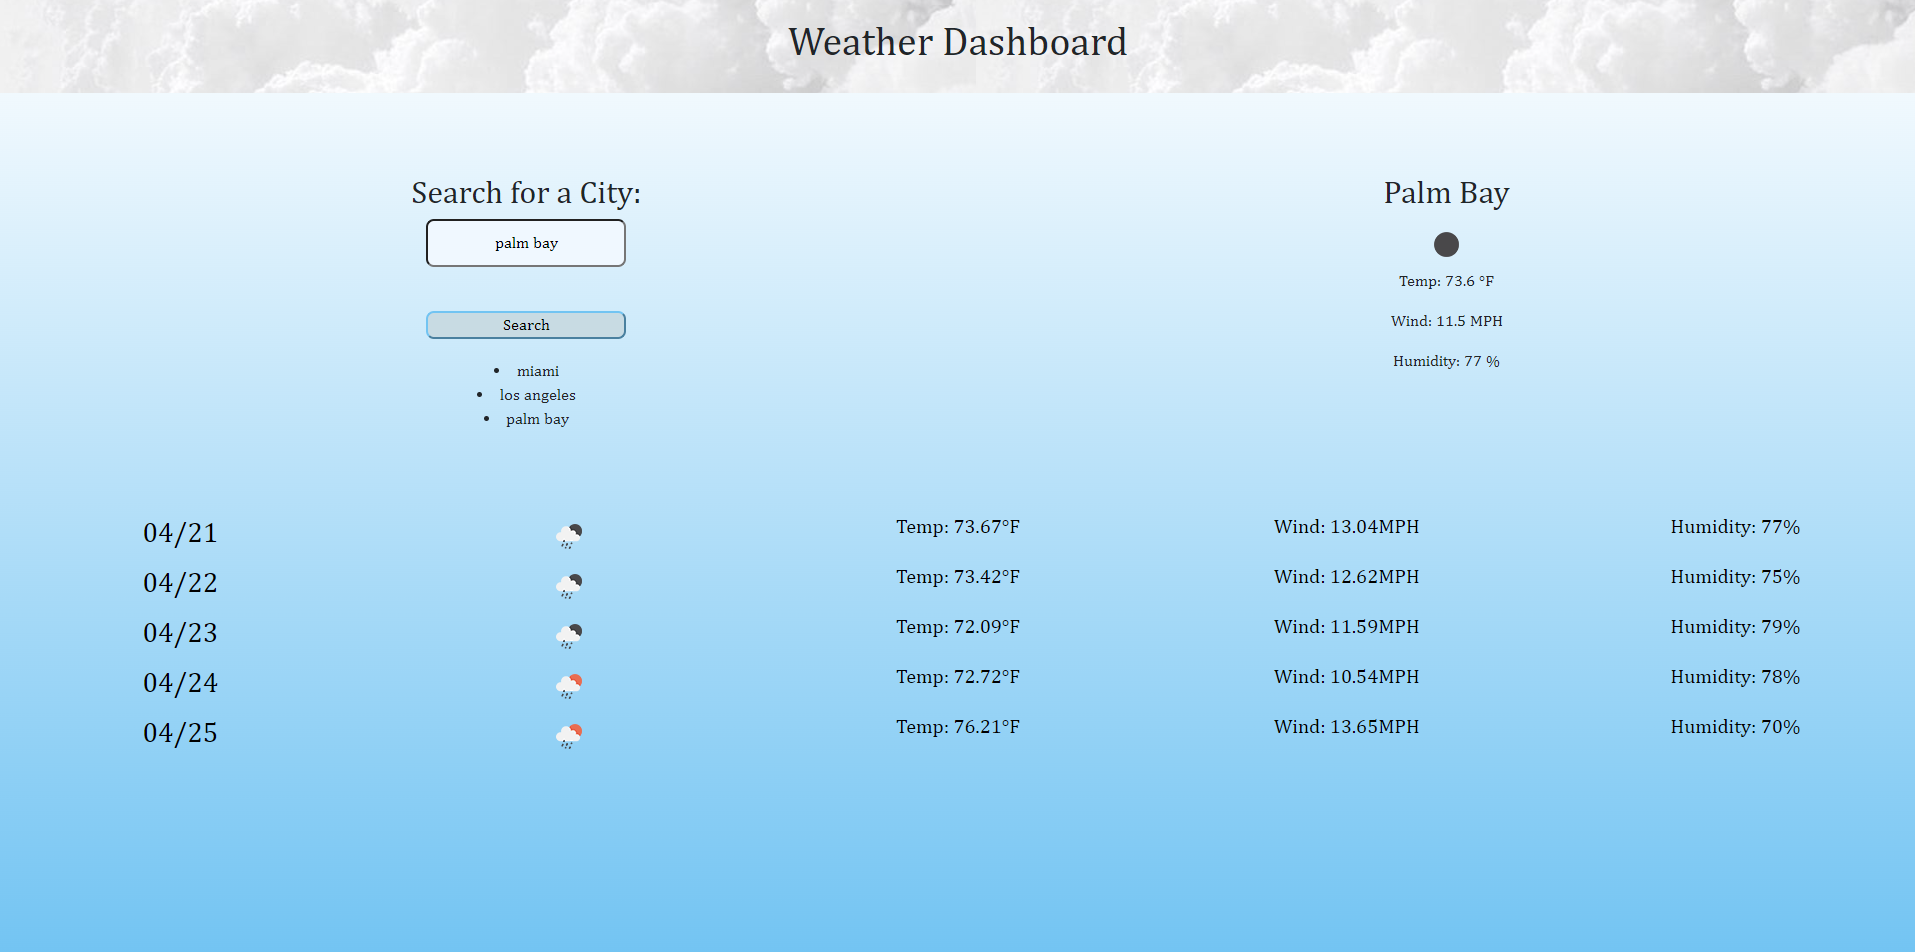 Weather Dashboard
Search for a City:
palm bay
Search
• miami
• los angeles
• palm bay
Palm Bay
Temp: 73.6 °F
Wind: 11.5 MPH
Humidity: 77 %
04/21 Temp: 73.67°F Wind: 13.04MPH Humidity: 77%
04/22 Temp: 73.42°F Wind: 12.62MPH Humidity: 75%
04/23 Temp: 72.09°F Wind: 11.59MPH Humidity: 79%
04/24 Temp: 72.72°F Wind: 10.54MPH Humidity: 78%
04/25 Temp: 76.21°F Wind: 13.65MPH Humidity: 70%